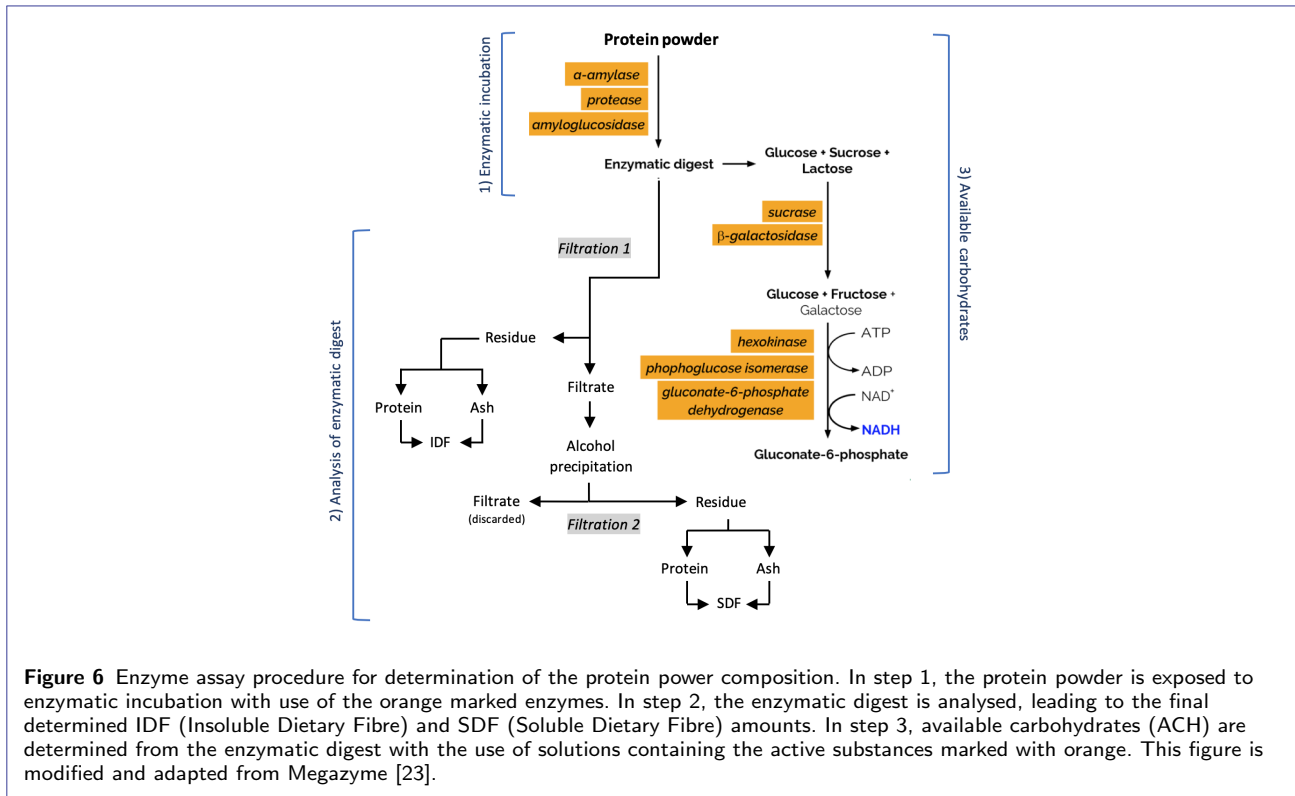 1) Enzymatic incubation
Protein powder
α-amylase
protease
amyloglucosidase
Enzymatic digest
Glucose + Sucrose +
Lactose
3) Available carbohydrates
sucrase
β-galactosidase
Glucose + Fructose +
Galactose
hexokinase
phophoglucose isomerase
gluconate-6-phosphate
dehydrogenase
ATP
ADP
NAD+
NADH
Gluconate-6-phosphate
2) Analysis of enzymatic digest
Filtration 1
Residue
Protein
Ash
IDF
Filtrate
Alcohol
precipitation
Filtrate
(discarded)
Filtration 2
Residue
Protein
Ash
SDF
Figure 6 Enzyme assay procedure for determination of the protein power composition. In step 1, the protein powder is exposed to
enzymatic incubation with use of the orange marked enzymes. In step 2, the enzymatic digest is analysed, leading to the final
determined IDF (Insoluble Dietary Fibre) and SDF (Soluble Dietary Fibre) amounts. In step 3, available carbohydrates (ACH) are
determined from the enzymatic digest with the use of solutions containing the active substances marked with orange. This figure is
modified and adapted from Megazyme [23].